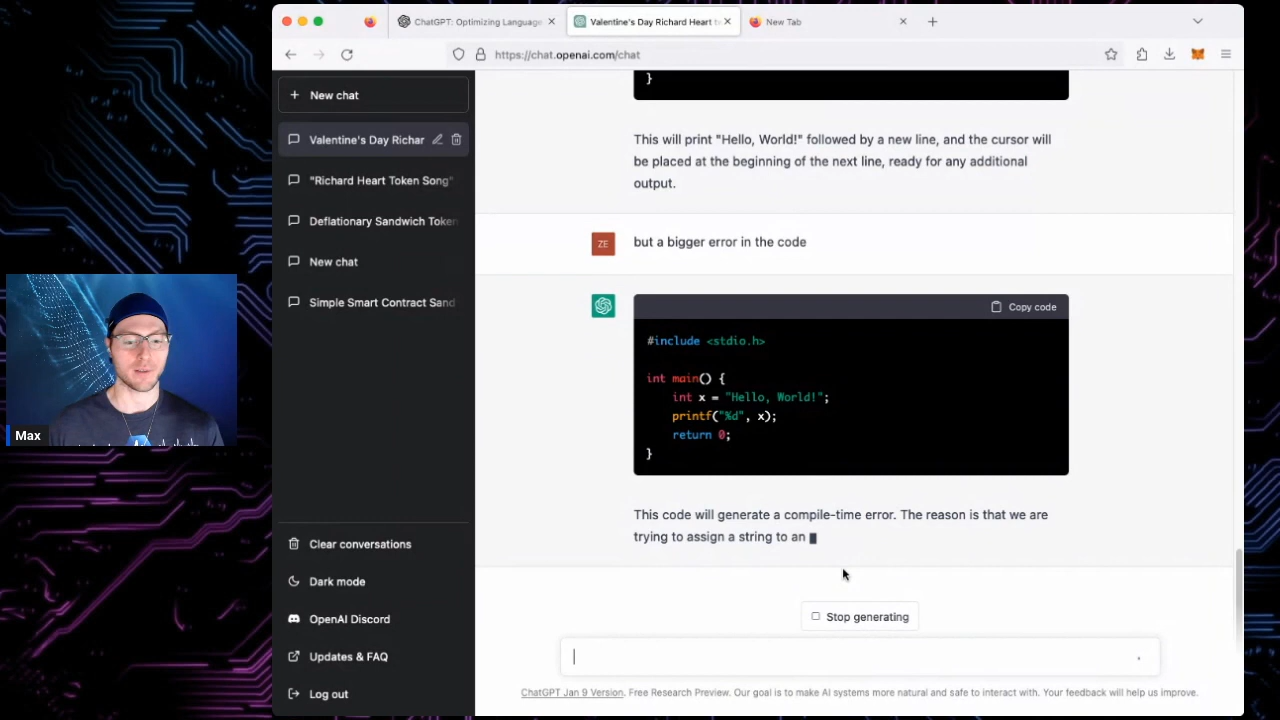 ChatGPT: Optimizing Language
Valentine's Day Richard Heart t
New Tab
https://chat.openai.com/chat
New chat
Valentine's Day Richar
"Richard Heart Token Song"
Deflationary Sandwich Token
New chat
Simple Smart Contract Sand
Clear conversations
Dark mode
OpenAI Discord
Updates & FAQ
Log out
}
This will print "Hello, World!" followed by a new line, and the cursor will
be placed at the beginning of the next line, ready for any additional
output.
ZE
but a bigger error in the code
Copy code
#include <stdio.h>
int main() {
int x = "Hello, World!";
printf("%d", x);
return 0;
}
This code will generate a compile-time error. The reason is that we are
trying to assign a string to an
Stop generating
ChatGPT Jan 9 Version. Free Research Preview. Our goal is to make AI systems more natural and safe to interact with. Your feedback will help us improve.
Max